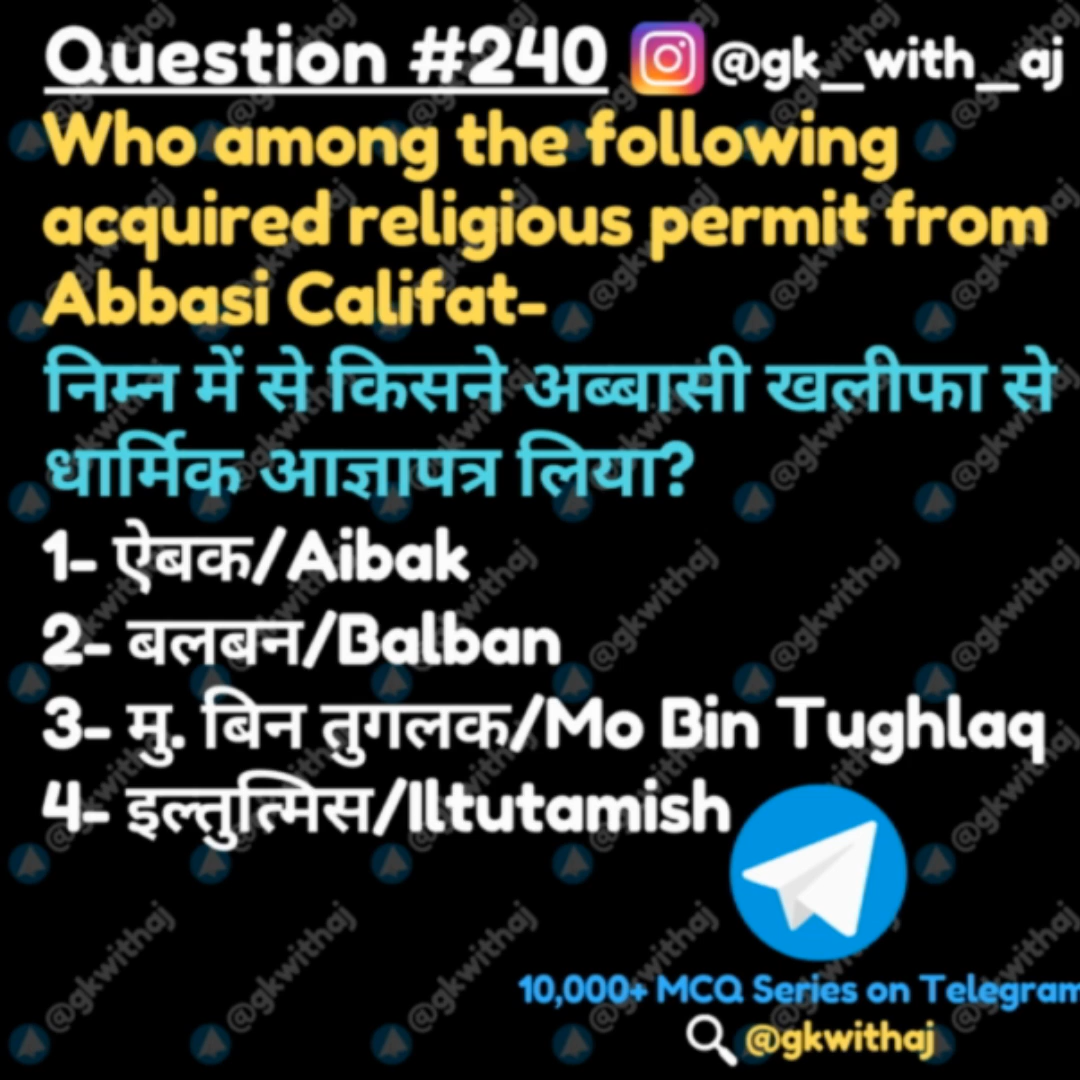 Question #240 @gk_with_aj
Who among the following
acquired religious permit from
Abbasi Califat-
निम्न में से किसने अब्बासी खलीफा से
धार्मिक आज्ञापत्र लिया?
1- ऐबक/Aibak
2- बलबन/Balban
3- मु. बिन तुगलक/Mo Bin Tughlaq
4- इल्तुत्मिस/Iltutamish
10,000+ MCQ Series on Telegram
@gkwithaj